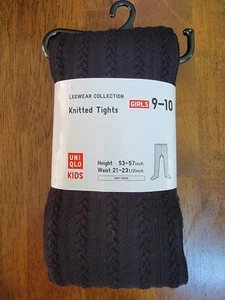 LEGWEAR COLLECTION
Knitted Tights
GIRLS 9-10
UNI
QLO
KIDS
Height 53-57inch
Waist 21-23 1/2inch